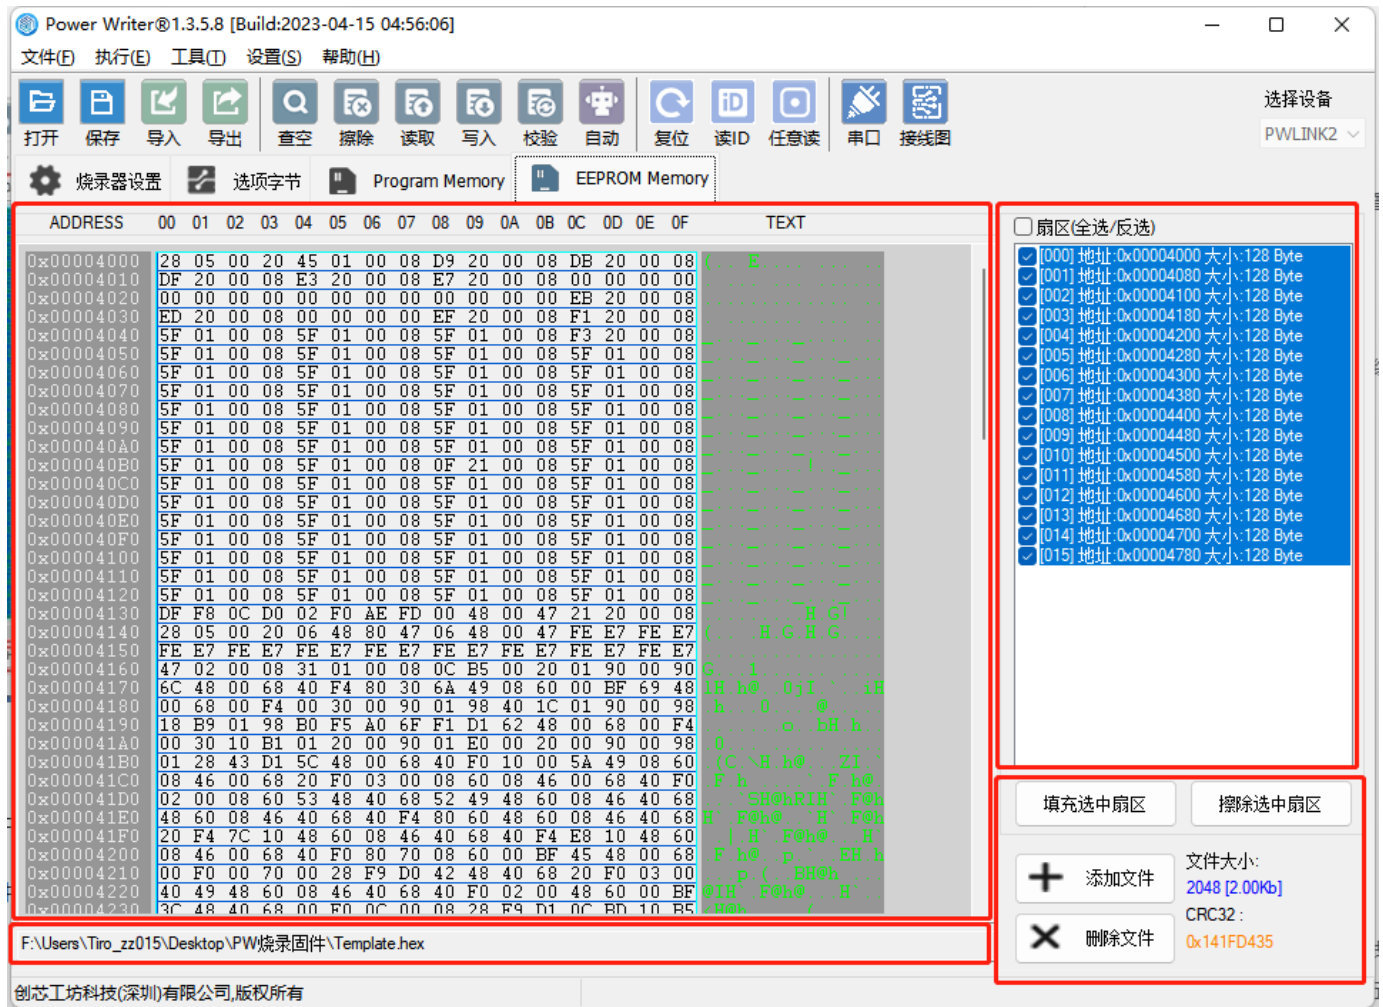 Power Writer®1.3.5.8 [Build:2023-04-15 04:56:06]
文件(F) 执行(E) 工具(T) 设置(S) 帮助(H)
打开 保存 导入 导出 查空 擦除 读取 写入 校验 自动 复位 读ID 任意读 串口 接线图
选择设备
PWLINK2
烧录器设置 选项字节 Program Memory EEPROM Memory
ADDRESS 00 01 02 03 04 05 06 07 08 09 0A 0B 0C 0D 0E 0F TEXT
0x00004000 28 05 00 20 45 01 00 08 D9 20 00 08 DB 20 00 08
0x00004010 DF 20 00 08 E3 20 00 08 E7 20 00 08 00 00 00 00
0x00004020 00 00 00 00 00 00 00 00 00 00 00 00 EB 20 00 08
0x00004030 ED 20 00 08 00 00 00 00 EF 20 00 08 F1 20 00 08
0x00004040 5F 01 00 08 5F 01 00 08 5F 01 00 08 F3 20 00 08
0x00004050 5F 01 00 08 5F 01 00 08 5F 01 00 08 5F 01 00 08
0x00004060 5F 01 00 08 5F 01 00 08 5F 01 00 08 5F 01 00 08
0x00004070 5F 01 00 08 5F 01 00 08 5F 01 00 08 5F 01 00 08
0x00004080 5F 01 00 08 5F 01 00 08 5F 01 00 08 5F 01 00 08
0x00004090 5F 01 00 08 5F 01 00 08 5F 01 00 08 5F 01 00 08
0x000040A0 5F 01 00 08 5F 01 00 08 5F 01 00 08 5F 01 00 08
0x000040B0 5F 01 00 08 5F 01 00 08 0F 21 00 08 5F 01 00 08
0x000040C0 5F 01 00 08 5F 01 00 08 5F 01 00 08 5F 01 00 08
0x000040D0 5F 01 00 08 5F 01 00 08 5F 01 00 08 5F 01 00 08
0x000040E0 5F 01 00 08 5F 01 00 08 5F 01 00 08 5F 01 00 08
0x000040F0 5F 01 00 08 5F 01 00 08 5F 01 00 08 5F 01 00 08
0x00004100 5F 01 00 08 5F 01 00 08 5F 01 00 08 5F 01 00 08
0x00004110 5F 01 00 08 5F 01 00 08 5F 01 00 08 5F 01 00 08
0x00004120 5F 01 00 08 5F 01 00 08 5F 01 00 08 5F 01 00 08
0x00004130 DF F8 0C D0 02 F0 AE FD 00 48 00 47 21 20 00 08
0x00004140 28 05 00 20 06 48 80 47 06 48 00 47 FE E7 FE E7
0x00004150 FE E7 FE E7 FE E7 FE E7 FE E7 FE E7 FE E7 FE E7
0x00004160 47 02 00 08 31 01 00 08 0C B5 00 20 01 90 00 90
0x00004170 6C 48 00 68 40 F4 80 30 6A 49 08 60 00 BF 69 48
0x00004180 00 68 00 F4 00 30 00 90 01 98 40 1C 01 90 00 98
0x00004190 18 B9 01 98 B0 F5 A0 6F F1 D1 62 48 00 68 00 F4
0x000041A0 00 30 10 B1 01 20 00 90 01 E0 00 20 00 90 00 98
0x000041B0 01 28 43 D1 5C 48 00 68 40 F0 10 00 5A 49 08 60
0x000041C0 08 46 00 68 20 F0 03 00 08 60 08 46 00 68 40 F0
0x000041D0 02 00 08 60 53 48 40 68 52 49 48 60 08 46 40 68
0x000041E0 48 60 08 46 40 68 40 F4 80 60 48 60 08 46 40 68
0x000041F0 20 F4 7C 10 48 60 08 46 40 68 40 F4 E8 10 48 60
0x00004200 08 46 00 68 40 F0 80 70 08 60 00 BF 45 48 00 68
0x00004210 00 F0 00 70 00 28 F9 D0 42 48 40 68 20 F0 03 00
0x00004220 40 49 48 60 08 46 40 68 40 F0 02 00 48 60 00 BF
0x00004230 3C 48 40 68 00 F0 0C 00 08 28 F9 D1 0C BD 10 B5
扇区(全选/反选)
[000] 地址:0x00004000 大小:128 Byte
[001] 地址:0x00004080 大小:128 Byte
[002] 地址:0x00004100 大小:128 Byte
[003] 地址:0x00004180 大小:128 Byte
[004] 地址:0x00004200 大小:128 Byte
[005] 地址:0x00004280 大小:128 Byte
[006] 地址:0x00004300 大小:128 Byte
[007] 地址:0x00004380 大小:128 Byte
[008] 地址:0x00004400 大小:128 Byte
[009] 地址:0x00004480 大小:128 Byte
[010] 地址:0x00004500 大小:128 Byte
[011] 地址:0x00004580 大小:128 Byte
[012] 地址:0x00004600 大小:128 Byte
[013] 地址:0x00004680 大小:128 Byte
[014] 地址:0x00004700 大小:128 Byte
[015] 地址:0x00004780 大小:128 Byte
填充选中扇区 擦除选中扇区
添加文件
文件大小:
2048 [2.00Kb]
删除文件
CRC32 :
0x141FD435
F:\Users\Tiro_zz015\Desktop\PW烧录固件\Template.hex
创芯工坊科技(深圳)有限公司,版权所有